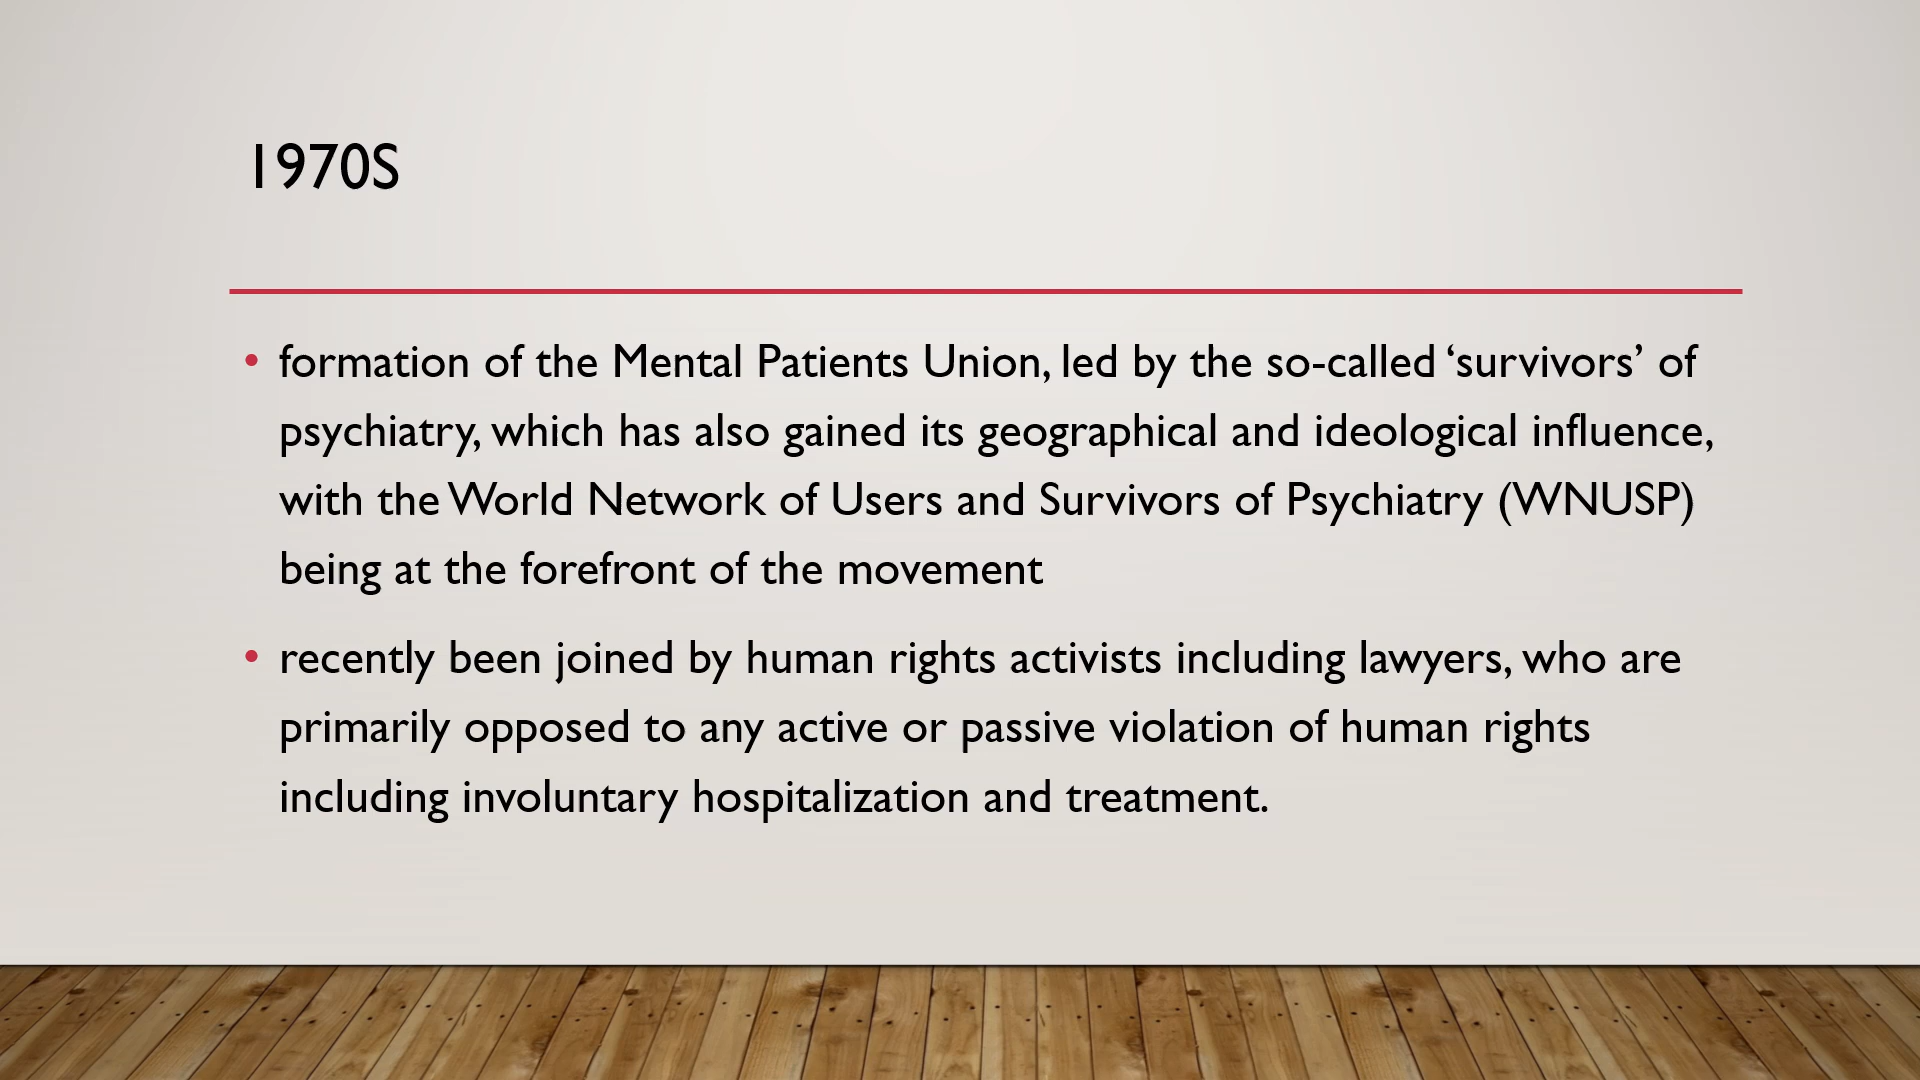 1970S
• formation of the Mental Patients Union, led by the so-called ‘survivors’ of
psychiatry, which has also gained its geographical and ideological influence,
with the World Network of Users and Survivors of Psychiatry (WNUSP)
being at the forefront of the movement
• recently been joined by human rights activists including lawyers, who are
primarily opposed to any active or passive violation of human rights
including involuntary hospitalization and treatment.